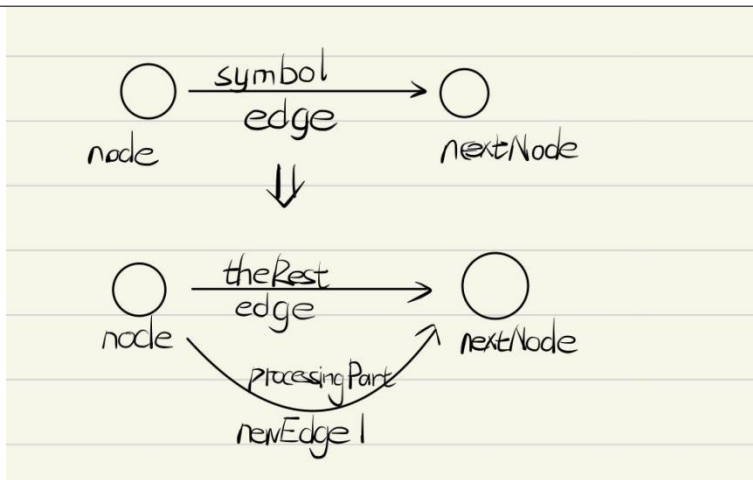 symbol
edge
node
nextNode
theRest
edge
node
nextNode
processingPart
newEdge1